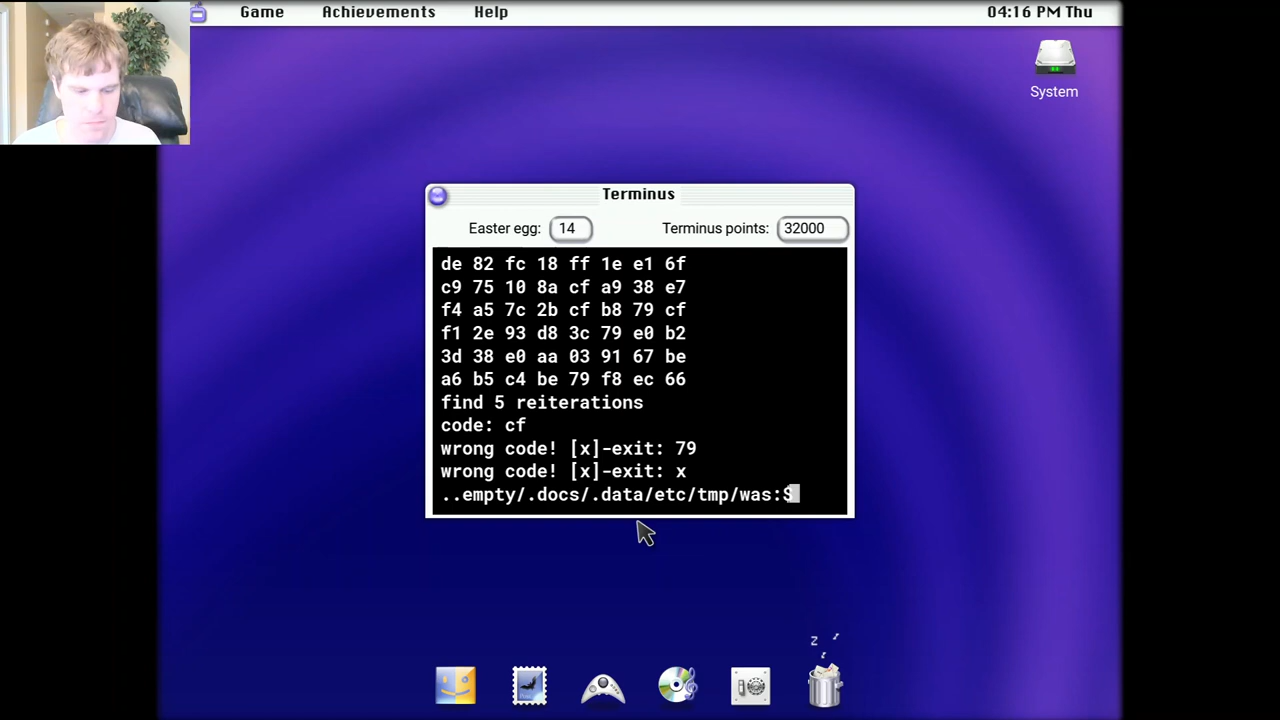 Game Achievements Help 04:16 PM Thu
System
Terminus
Easter egg: 14 Terminus points: 32000
de 82 fc 18 ff 1e e1 6f
c9 75 10 8a cf a9 38 e7
f4 a5 7c 2b cf b8 79 cf
f1 2e 93 d8 3c 79 e0 b2
3d 38 e0 aa 03 91 67 be
a6 b5 c4 be 79 f8 ec 66
find 5 reiterations
code: cf
wrong code! [x]-exit: 79
wrong code! [x]-exit: x
..empty/.docs/.data/etc/tmp/was:$
z z
z